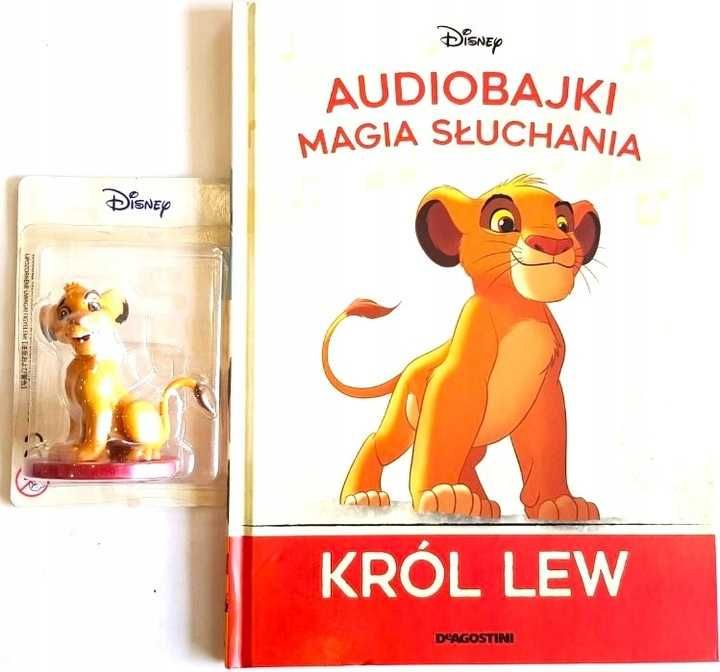 Disney
AUDIOBAJKI
MAGIA SŁUCHANIA
KRÓL LEW
DeAGOSTINI
Disney